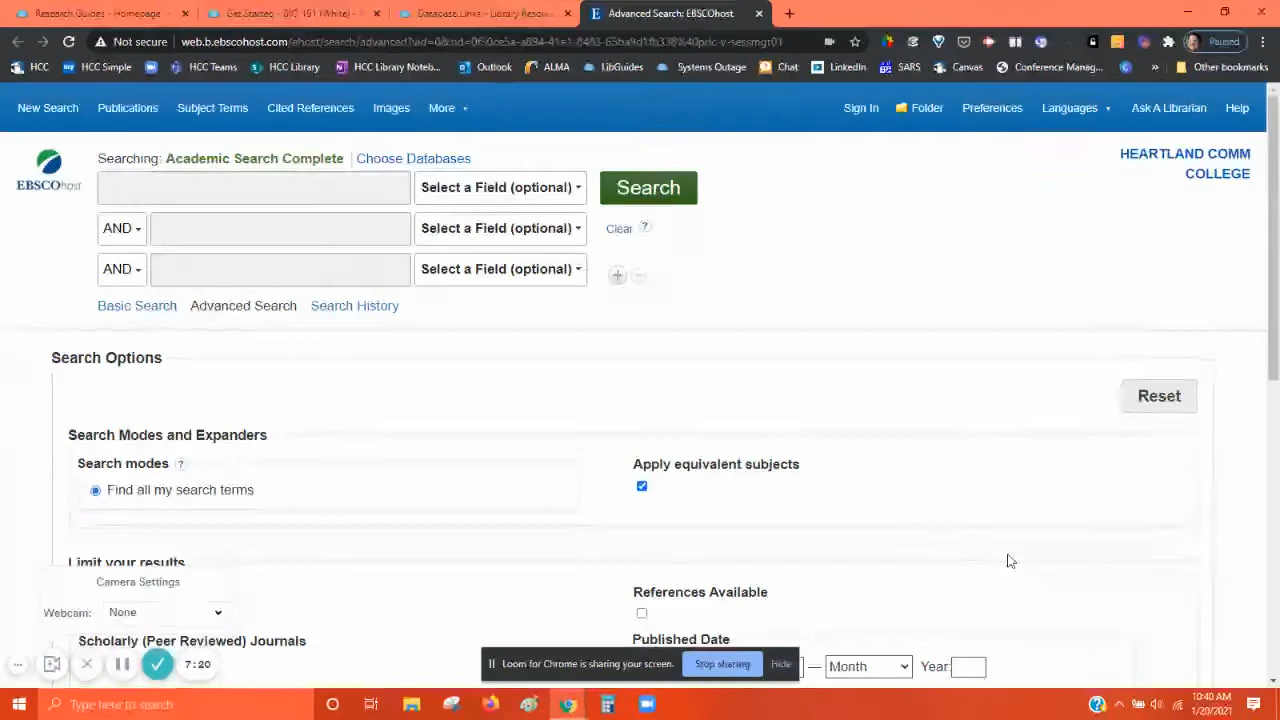 Research Guides - Homepage
Get Started - BIO 191 (White) -
Database Links - Library Resour
Advanced Search: EBSCOhost
Not secure
Paused
HCC
HCC Simple
HCC Teams
HCC Library
HCC Library Noteb...
Outlook
ALMA
LibGuides
Systems Outage
Chat
LinkedIn
SARS
Canvas
Conference Manag...
Other bookmarks
New Search
Publications
Subject Terms
Cited References
Images
More
Sign In
Folder
Preferences
Languages
Ask A Librarian
Help
EBSCOhost
Searching: Academic Search Complete | Choose Databases
HEARTLAND COMM
COLLEGE
Select a Field (optional)
Search
AND
Select a Field (optional)
Clear ?
AND
Select a Field (optional)
Basic Search
Advanced Search
Search History
Search Options
Reset
Search Modes and Expanders
Search modes ?
Apply equivalent subjects
Find all my search terms
Limit your results
Camera Settings
References Available
Webcam: None
Scholarly (Peer Reviewed) Journals
Published Date
7:20
Loom for Chrome is sharing your screen.
Stop sharing
Hide
— Month
Year:
Type here to search
10:40 AM
1/20/2021